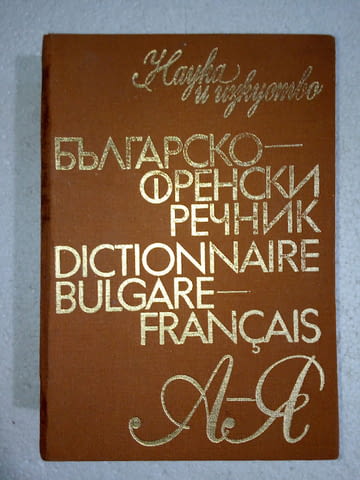 Наука
и изкуство
БЪЛГАРСКО—
ФРЕНСКИ
РЕЧНИК
DICTIONNAIRE
BULGARE—
FRANÇAIS
А-Я